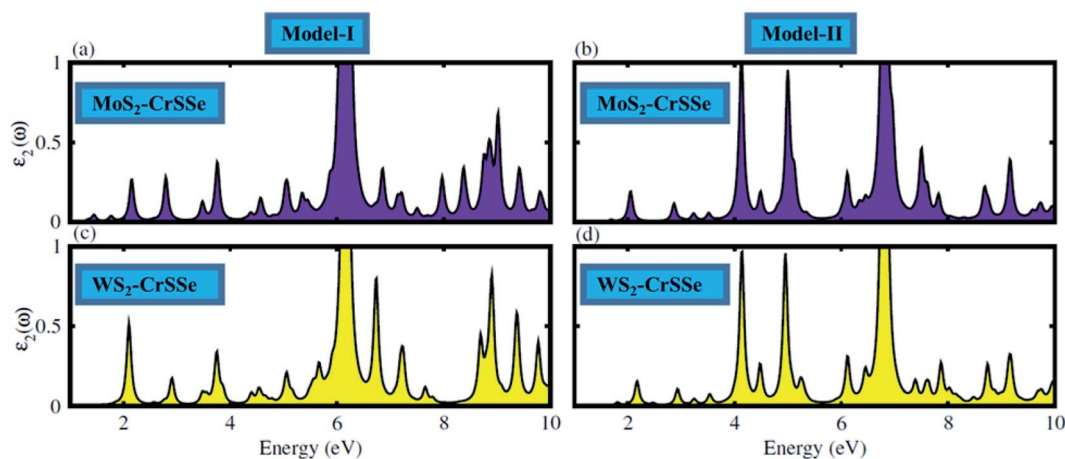 Model-I
Model-II
(a)
(b)
MoS₂-CrSSe
MoS₂-CrSSe
ε₂(ω)
1
0.5
0
1
0.5
0
(c)
(d)
WS₂-CrSSe
WS₂-CrSSe
ε₂(ω)
1
0.5
0
1
0.5
0
2 4 6 8 10
2 4 6 8 10
Energy (eV)
Energy (eV)